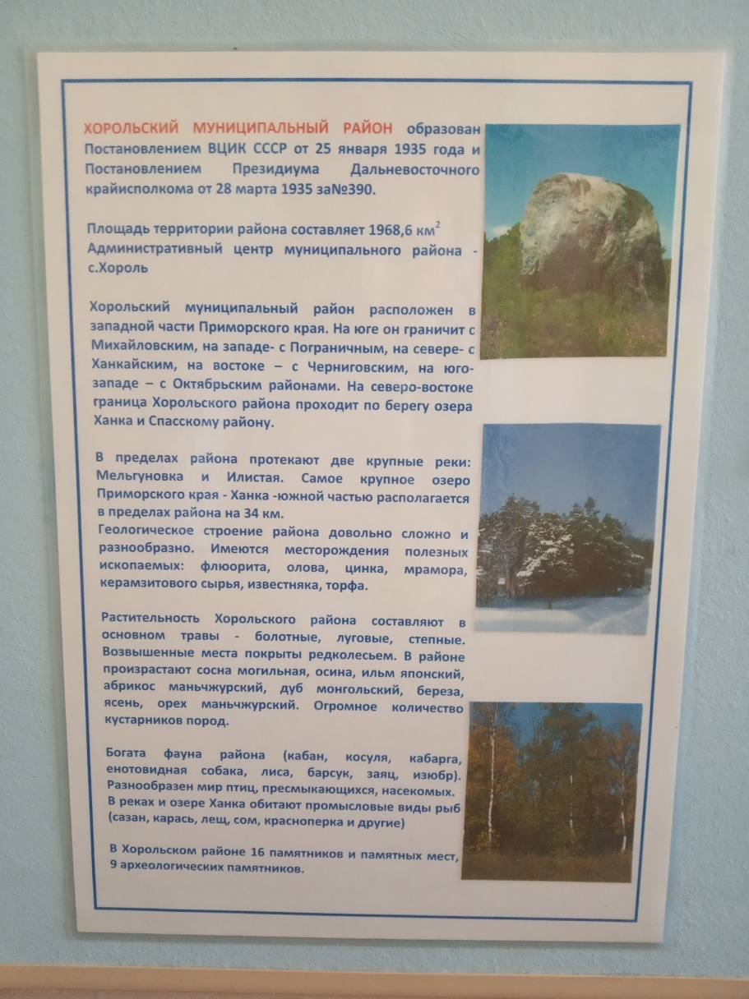 ХОРОЛЬСКИЙ МУНИЦИПАЛЬНЫЙ РАЙОН образован
Постановлением ВЦИК СССР от 25 января 1935 года и
Постановлением Президиума Дальневосточного
крайисполкома от 28 марта 1935 за№390.
Площадь территории района составляет 1968,6 км²
Административный центр муниципального района -
с.Хороль
Хорольский муниципальный район расположен в
западной части Приморского края. На юге он граничит с
Михайловским, на западе- с Пограничным, на севере- с
Ханкайским, на востоке – с Черниговским, на юго-
западе – с Октябрьским районами. На северо-востоке
граница Хорольского района проходит по берегу озера
Ханка и Спасскому району.
В пределах района протекают две крупные реки:
Мельгуновка и Илистая. Самое крупное озеро
Приморского края - Ханка -южной частью располагается
в пределах района на 34 км.
Геологическое строение района довольно сложно и
разнообразно. Имеются месторождения полезных
ископаемых: флюорита, олова, цинка, мрамора,
керамзитового сырья, известняка, торфа.
Растительность Хорольского района составляют в
основном травы - болотные, луговые, степные.
Возвышенные места покрыты редколесьем. В районе
произрастают сосна могильная, осина, ильм японский,
абрикос маньчжурский, дуб монгольский, береза,
ясень, орех маньчжурский. Огромное количество
кустарников пород.
Богата фауна района (кабан, косуля, кабарга,
енотовидная собака, лиса, барсук, заяц, изюбр).
Разнообразен мир птиц, пресмыкающихся, насекомых.
В реках и озере Ханка обитают промысловые виды рыб
(сазан, карась, лещ, сом, красноперка и другие)
В Хорольском районе 16 памятников и памятных мест,
9 археологических памятников.